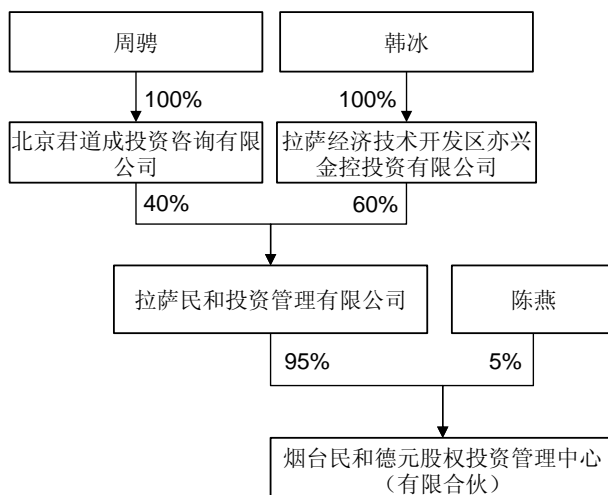 周骋
韩冰
100%
100%
北京君道成投资咨询有限
公司
拉萨经济技术开发区亦兴
金控投资有限公司
40%
60%
拉萨民和投资管理有限公司
陈燕
95%
5%
烟台民和德元股权投资管理中心
（有限合伙）